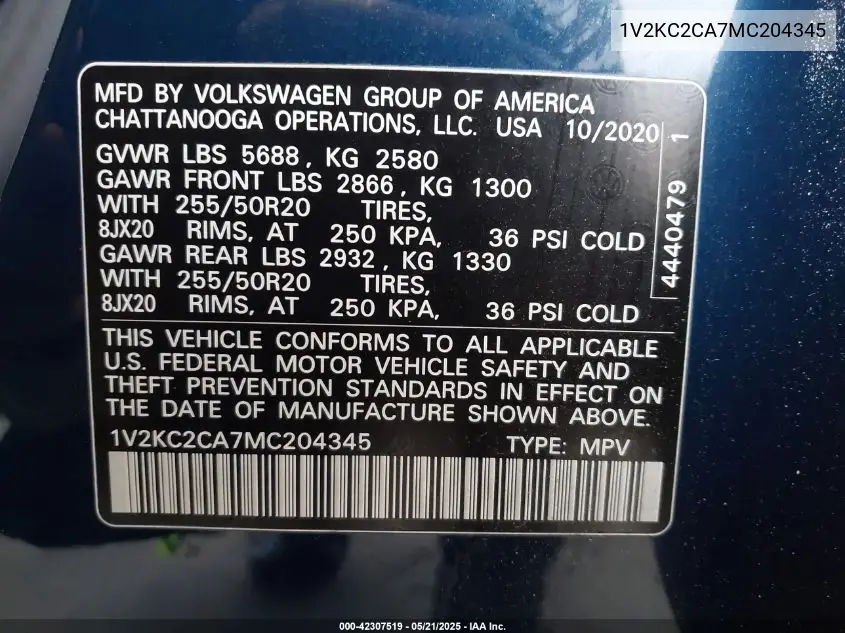 1V2KC2CA7MC204345
MFD BY VOLKSWAGEN GROUP OF AMERICA
CHATTANOOGA OPERATIONS, LLC. USA 10/2020
GVWR LBS 5688, KG 2580
GAWR FRONT LBS 2866, KG 1300
WITH 255/50R20 TIRES,
8JX20 RIMS, AT 250 KPA, 36 PSI COLD
GAWR REAR LBS 2932, KG 1330
WITH 255/50R20 TIRES,
8JX20 RIMS, AT 250 KPA, 36 PSI COLD
4440479 1
THIS VEHICLE CONFORMS TO ALL APPLICABLE
U.S. FEDERAL MOTOR VEHICLE SAFETY AND
THEFT PREVENTION STANDARDS IN EFFECT ON
THE DATE OF MANUFACTURE SHOWN ABOVE.
1V2KC2CA7MC204345 TYPE: MPV
000-42307519 - 05/21/2025 - IAA Inc.